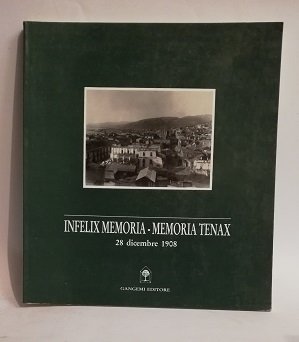 INFELIX MEMORIA - MEMORIA TENAX
28 dicembre 1908
GANGEMI EDITORE